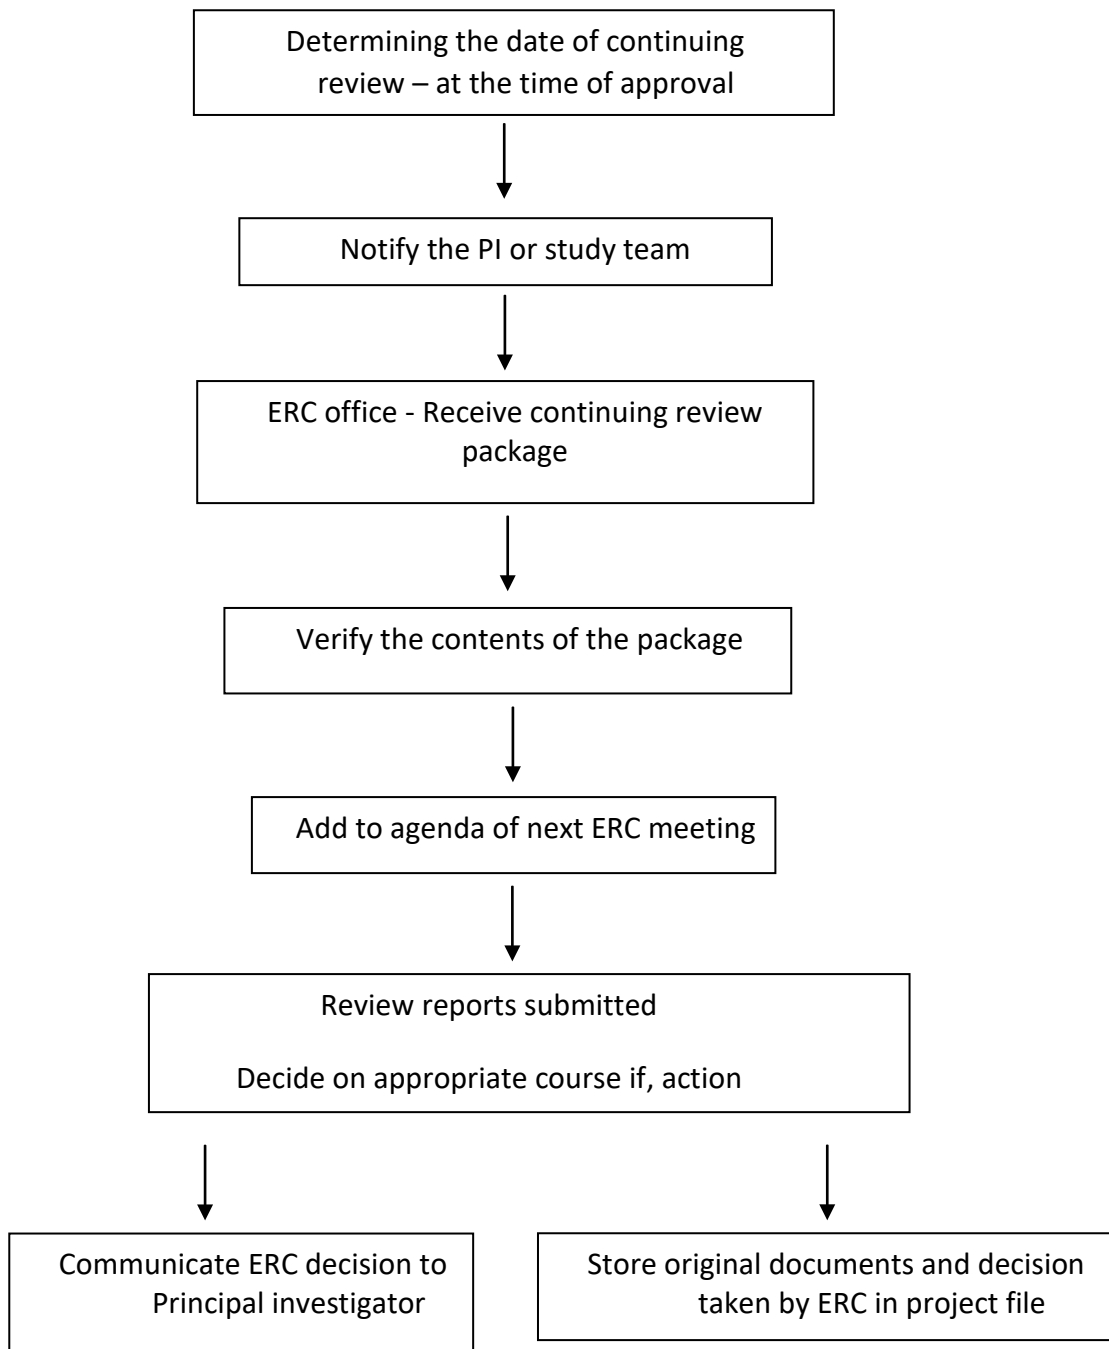 Determining the date of continuing
review – at the time of approval
Notify the PI or study team
ERC office - Receive continuing review
package
Verify the contents of the package
Add to agenda of next ERC meeting
Review reports submitted
Decide on appropriate course if, action
Communicate ERC decision to
Principal investigator
Store original documents and decision
taken by ERC in project file